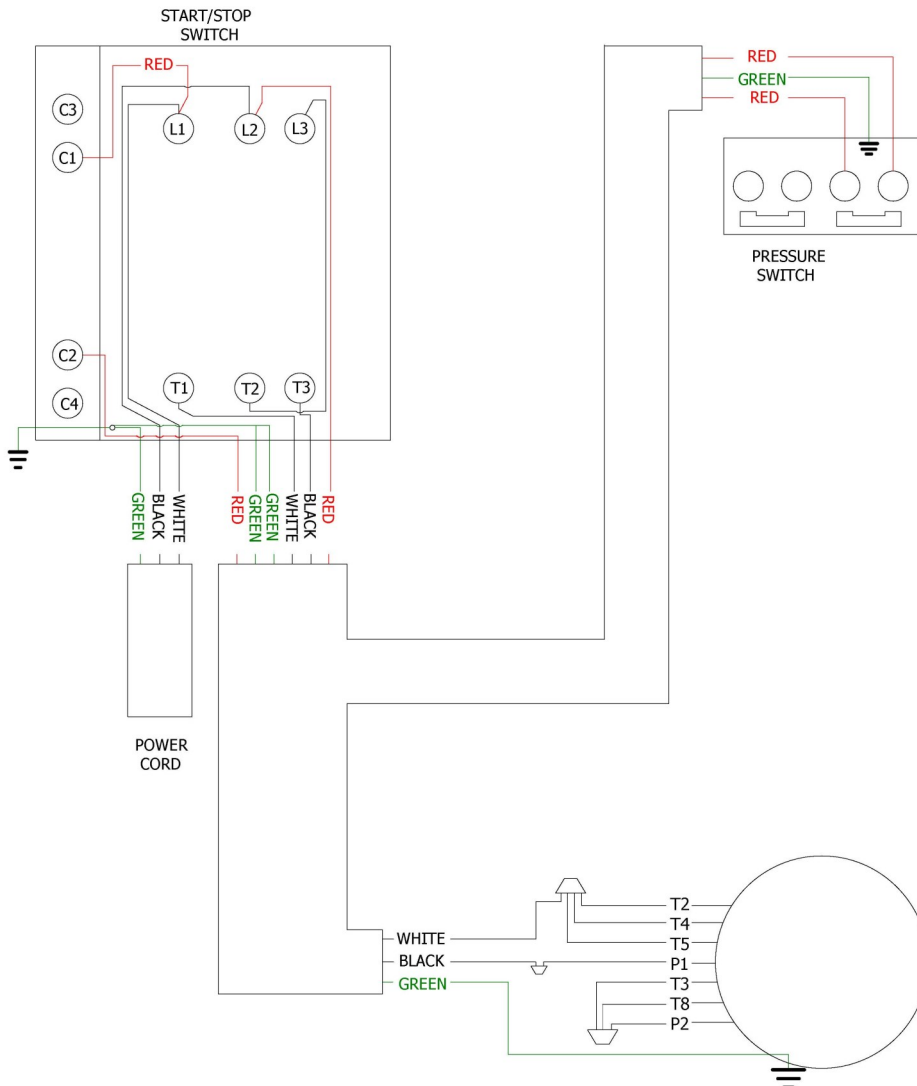 START/STOP
SWITCH
RED
C3
C1
L1
L2
L3
C2
C4
T1
T2
T3
RED
GREEN
RED
PRESSURE
SWITCH
GREEN
BLACK
WHITE
RED
GREEN
GREEN
WHITE
BLACK
RED
POWER
CORD
WHITE
BLACK
GREEN
T2
T4
T5
P1
T3
T8
P2